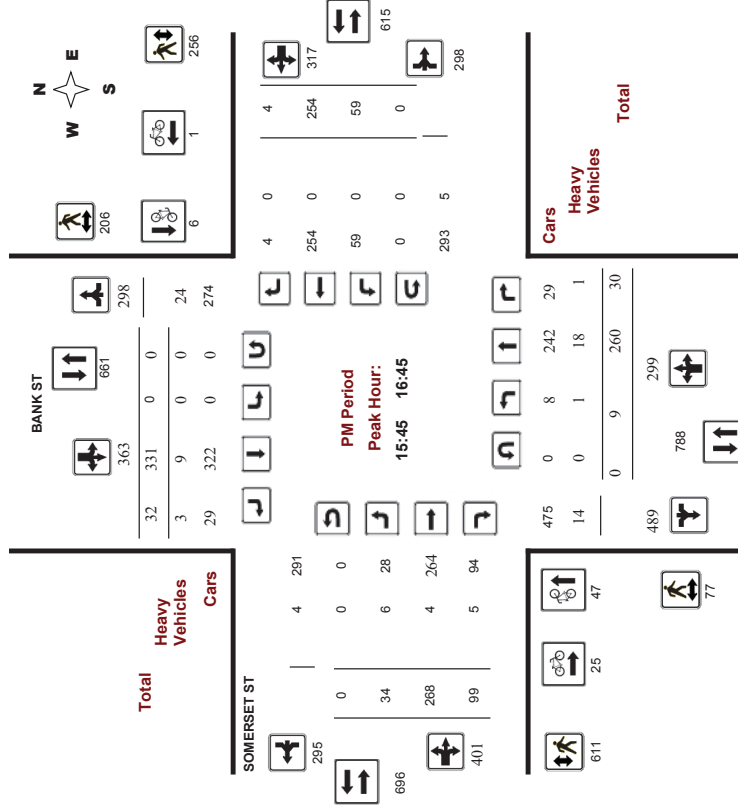 BANK ST
N
W E
S
661
363
298
206
256
6
1
32 331 0 0
3 9 0 0 24
29 322 0 0 274
Total
Heavy
Vehicles
Cars
SOMERSET ST
4 291
295
0 0 0
34 6 28
268 4 264
99 5 94
696
401
PM Period
Peak Hour:
15:45 16:45
4 0 4
254 0 254
59 0 59
0 0 0
293 5
317
615
298
475 0 8 242 29 Cars
14 0 1 18 1 Heavy
Vehicles
0 9 260 30 Total
489
299
788
611
25
47
77